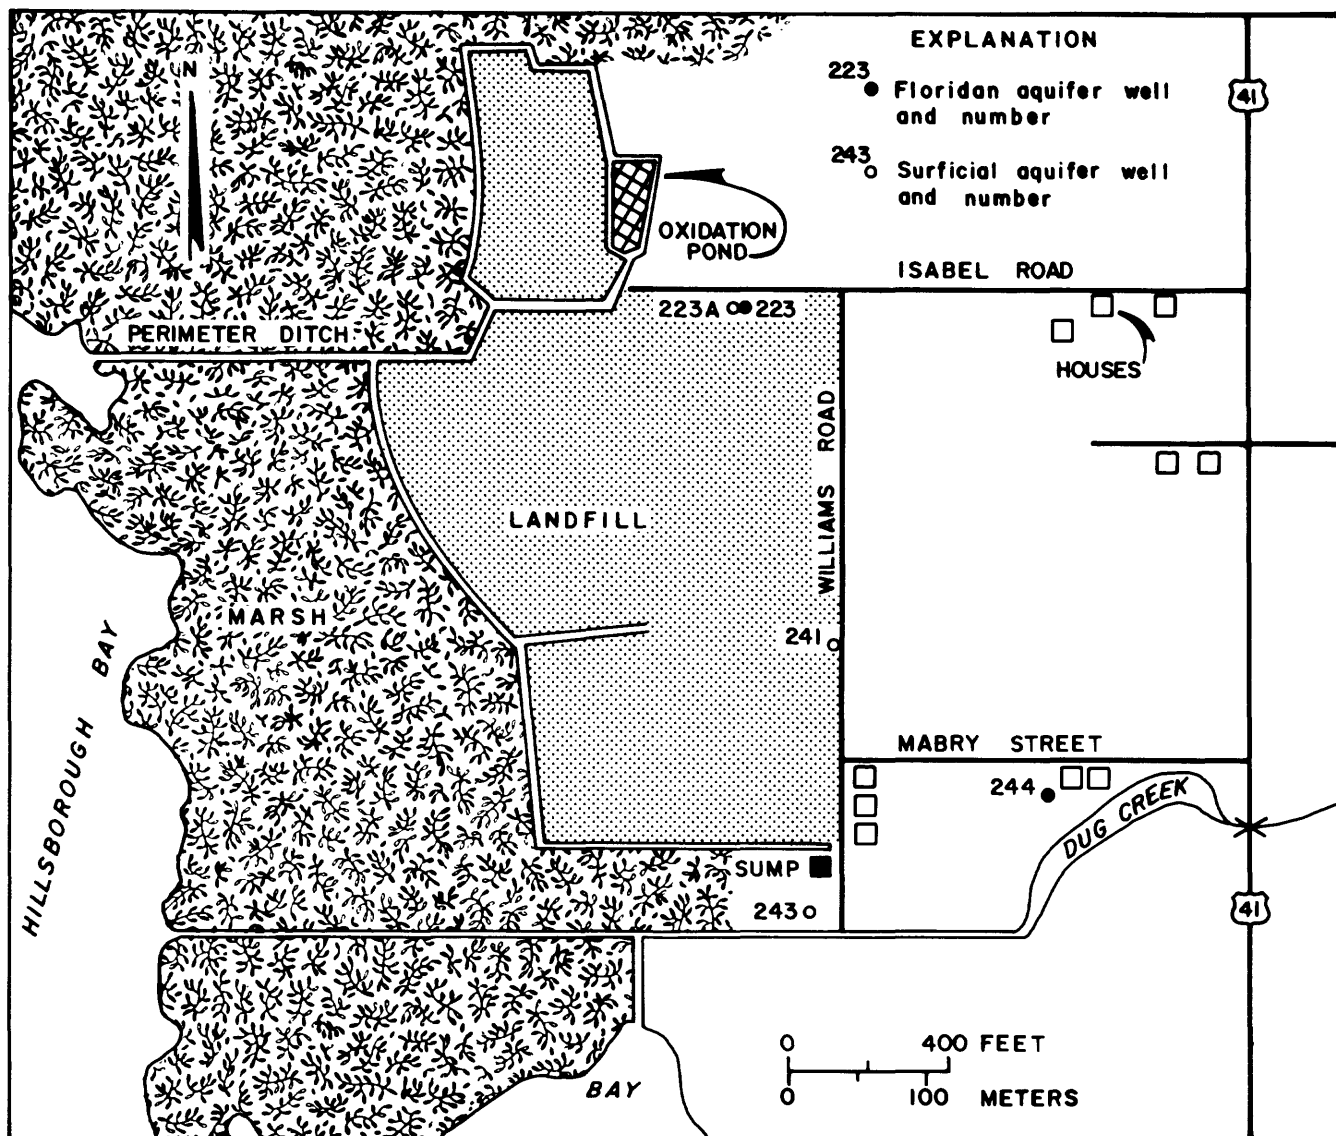 EXPLANATION
N
223
Floridan aquifer well
and number
41
243
Surficial aquifer well
and number
OXIDATION
POND
ISABEL ROAD
223A
223
PERIMETER DITCH
HOUSES
WILLIAMS ROAD
LANDFILL
MARSH
241
HILLSBOROUGH BAY
MABRY STREET
244
DUG CREEK
SUMP
243
41
0 400 FEET
0 100 METERS
BAY